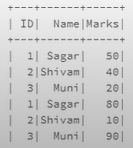 +---+------+-----+
| ID|  Name|Marks|
+---+------+-----+
|  1| Sagar|   50|
|  2|Shivam|   40|
|  3|  Muni|   20|
|  1| Sagar|   80|
|  2|Shivam|   10|
|  3|  Muni|   90|